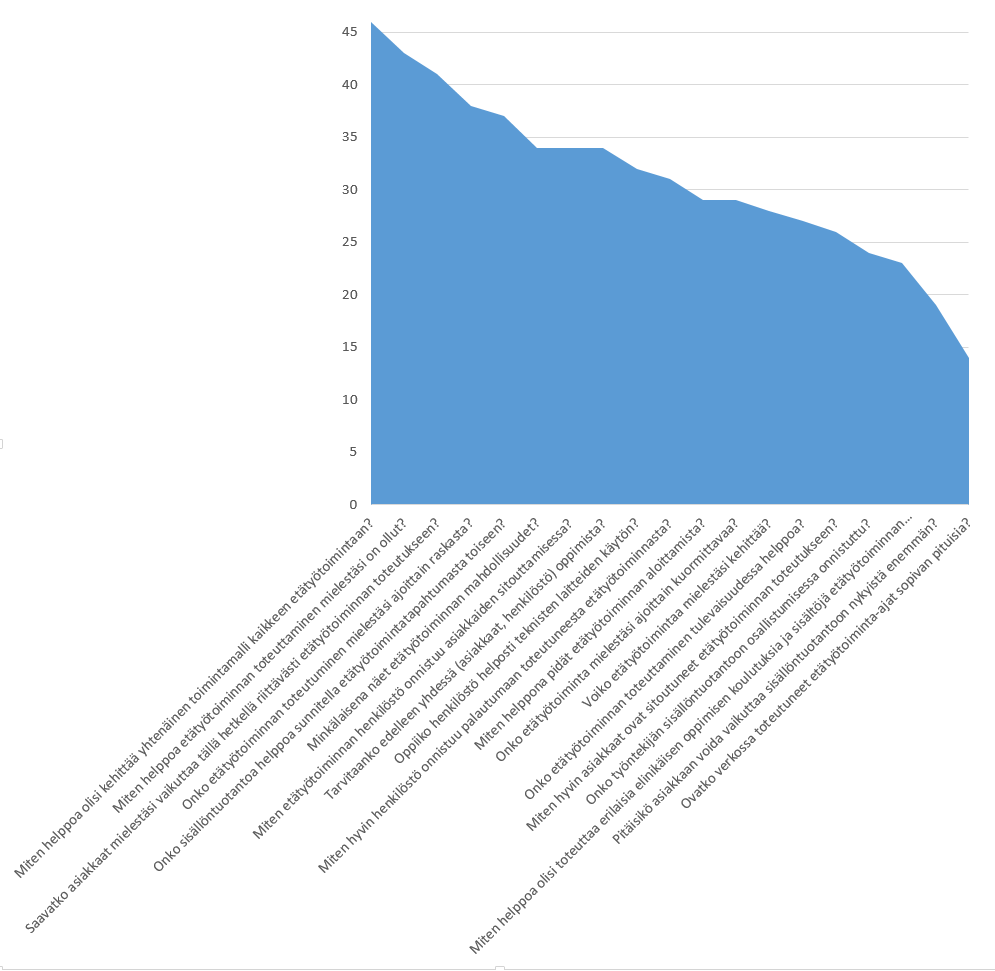 45
40
35
30
25
20
15
10
5
0
Miten helppoa olisi kehittää yhtenäinen toimintamalli kaikkeen etätyötoimintaan?
Miten helppoa etätyötoiminnan toteuttaminen mielestäsi on ollut?
Saavatko asiakkaat mielestäsi vaikuttaa tällä hetkellä riittävästi etätyötoiminnan toteutukseen?
Onko etätyötoiminnan toteutuminen mielestäsi ajoittain raskasta?
Onko sisällöntuotantoa helppoa sunnitella etätyötoimintatapahtumasta toiseen?
Minkälaisena näet etätyötoiminnan mahdollisuudet?
Miten etätyötoiminnan henkilöstö onnistuu asiakkaiden sitouttamisessa?
Tarvitaanko edelleen yhdessä (asiakkaat, henkilöstö) oppimista?
Oppiiko henkilöstö helposti teknisten laitteiden käytön?
Miten hyvin henkilöstö onnistuu palautumaan toteutuneesta etätyötoiminnasta?
Miten helppona pidät etätyötoiminnan aloittamista?
Onko etätyötoiminta mielestäsi ajoittain kuormittavaa?
Voiko etätyötoimintaa mielestäsi kehittää?
Onko etätyötoiminnan toteuttaminen tulevaisuudessa helppoa?
Miten hyvin asiakkaat ovat sitoutuneet etätyötoiminnan toteutukseen?
Onko työntekijän sisällöntuotantoon osallistumisessa onnistuttu?
Miten helppoa olisi toteuttaa erilaisia elinikäisen oppimisen koulutuksia ja sisältöjä etätyötoiminnan...
Pitäisikö asiakkaan voida vaikuttaa sisällöntuotantoon nykyistä enemmän?
Ovatko verkossa toteutuneet etätyötoiminta-ajat sopivan pituisia?